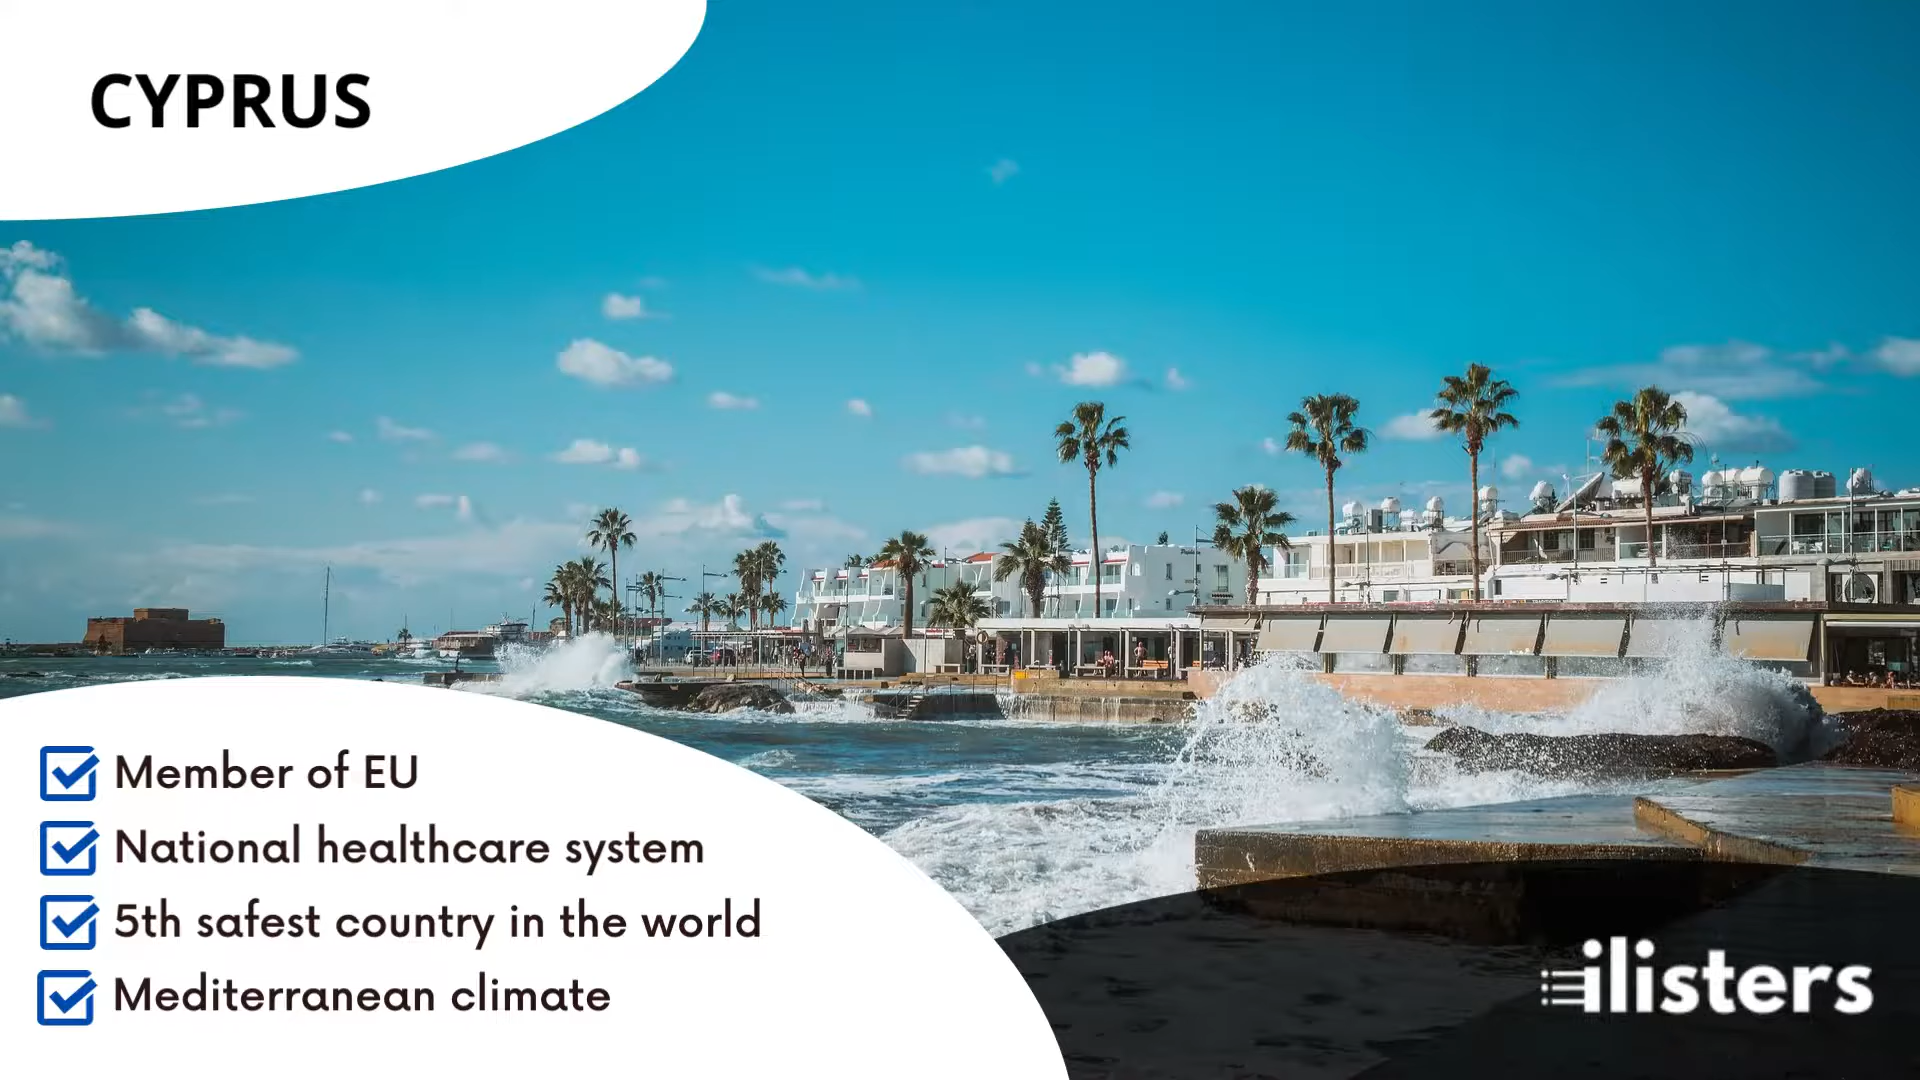 CYPRUS
Member of EU
National healthcare system
5th safest country in the world
Mediterranean climate
ilisters